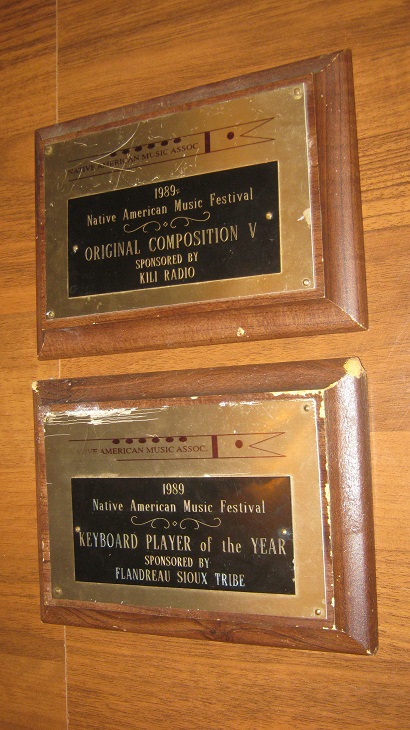 NATIVE AMERICAN MUSIC ASSOC.
1989
Native American Music Festival
ORIGINAL COMPOSITION V
SPONSORED BY
KILI RADIO
AMERICAN MUSIC ASSOC.
1989
Native American Music Festival
KEYBOARD PLAYER of the YEAR
SPONSORED BY
FLANDREAU SIOUX TRIBE